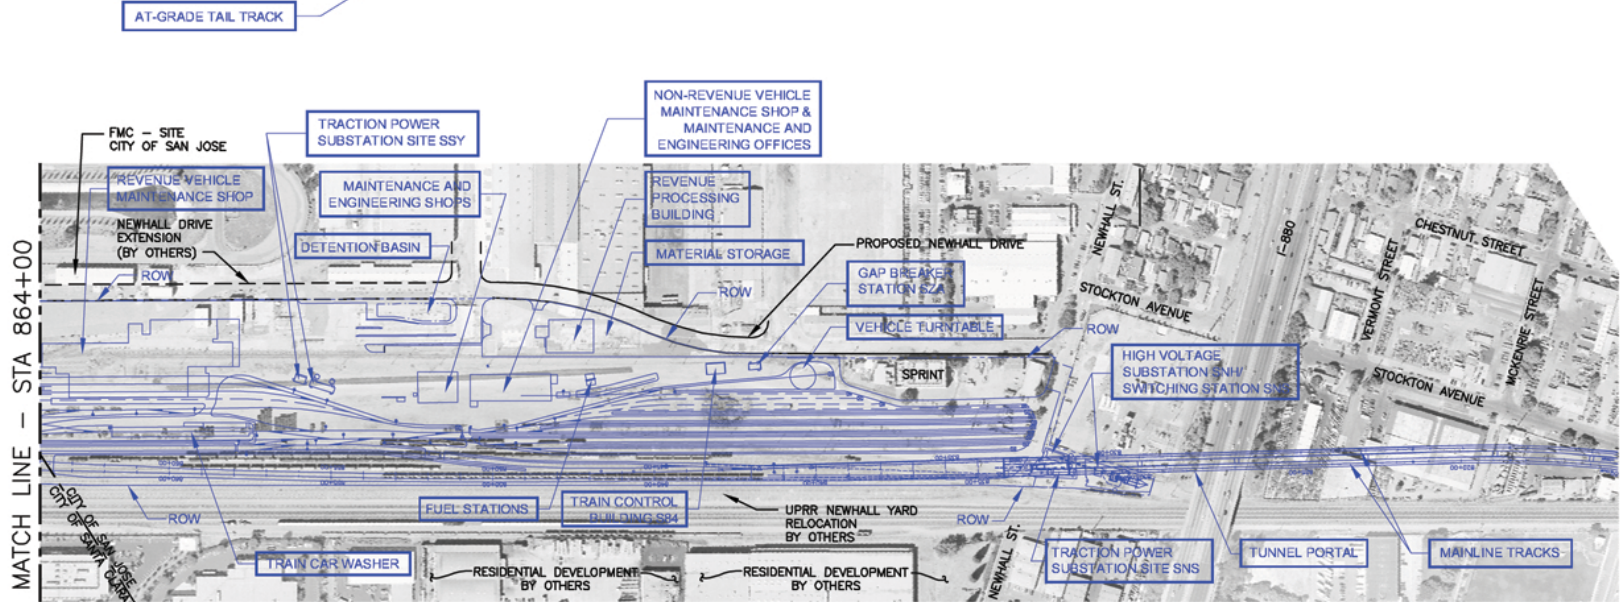 AT-GRADE TAIL TRACK
NON-REVENUE VEHICLE
MAINTENANCE SHOP &
MAINTENANCE AND
ENGINEERING OFFICES
TRACTION POWER
SUBSTATION SITE SSY
FMC – SITE
CITY OF SAN JOSE
REVENUE VEHICLE
MAINTENANCE SHOP
MAINTENANCE AND
ENGINEERING SHOPS
REVENUE
PROCESSING
BUILDING
NEWHALL DRIVE
EXTENSION
(BY OTHERS)
DETENTION BASIN
MATERIAL STORAGE
PROPOSED NEWHALL DRIVE
NEWHALL ST.
I-880
CHESTNUT STREET
ROW
GAP BREAKER
STATION SZA
ROW
STOCKTON AVENUE
VERMONT STREET
MCKENRIE STREET
VEHICLE TURNTABLE
ROW
HIGH VOLTAGE
SUBSTATION SNH/
SWITCHING STATION
SPRINT
STOCKTON AVENUE
MATCH LINE – STA 864+00
CITY OF SAN JOSE
CITY OF SANTA CLARA
ROW
FUEL STATIONS
TRAIN CONTROL
BUILDING S84
UPRR NEWHALL YARD
RELOCATION
BY OTHERS
ROW
NEWHALL ST.
TRAIN CAR WASHER
RESIDENTIAL DEVELOPMENT
BY OTHERS
RESIDENTIAL DEVELOPMENT
BY OTHERS
TRACTION POWER
SUBSTATION SITE SNS
TUNNEL PORTAL
MAINLINE TRACKS